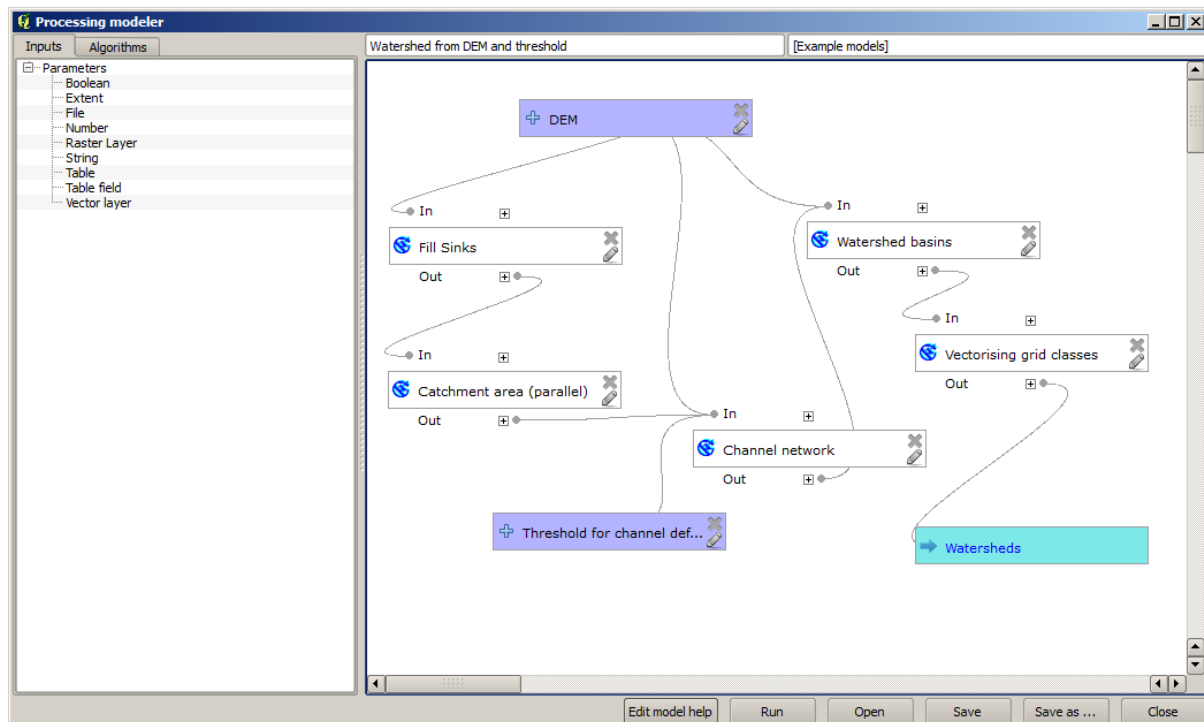 Processing modeler
Inputs
Algorithms
Parameters
Boolean
Extent
File
Number
Raster Layer
String
Table
Table field
Vector layer
Watershed from DEM and threshold
[Example models]
DEM
In
Fill Sinks
Out
In
Watershed basins
Out
In
Catchment area (parallel)
Out
In
Vectorising grid classes
Out
In
Channel network
Out
Threshold for channel def...
Watersheds
Edit model help
Run
Open
Save
Save as ...
Close